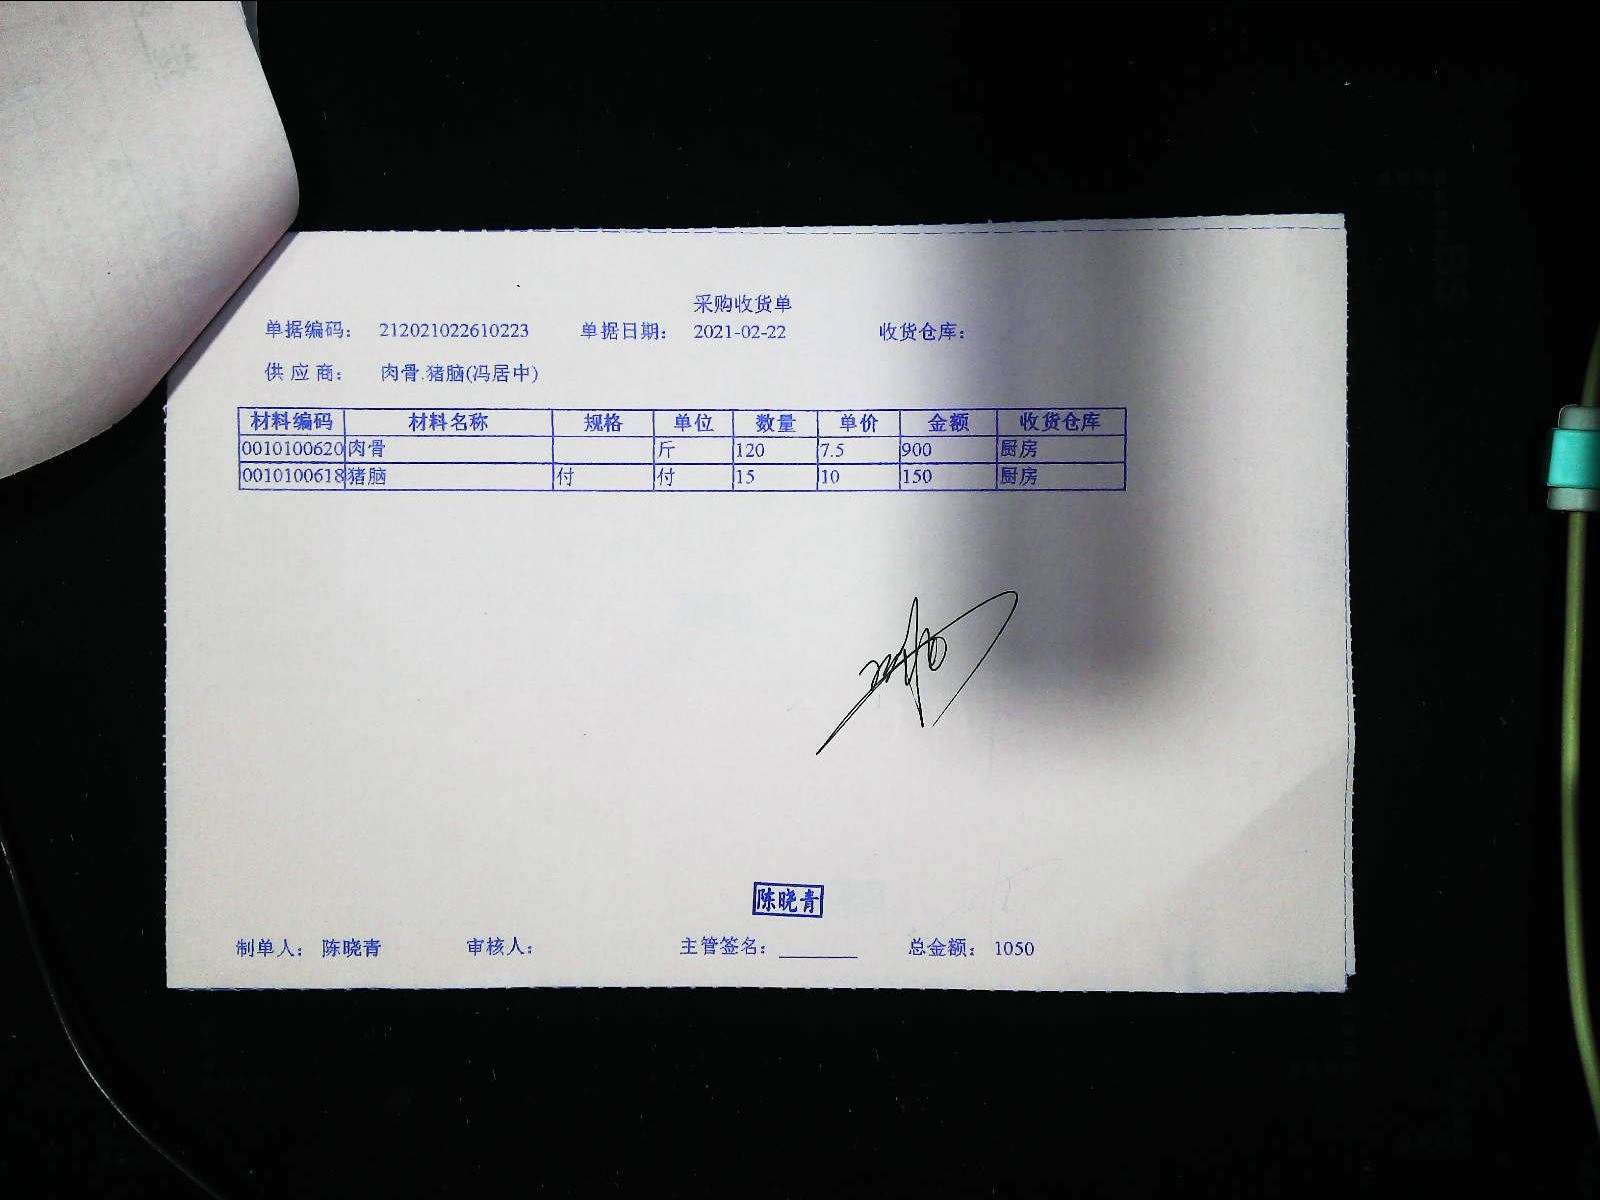 采购收货单
单据编码： 212021022610223 单据日期： 2021-02-22 收货仓库：
供 应 商： 肉骨.猪脑(冯居中)
材料编码 材料名称 规格 单位 数量 单价 金额 收货仓库
0010100620 肉骨 斤 120 7.5 900 厨房
0010100618 猪脑 付 付 15 10 150 厨房
陈晓青
制单人： 陈晓青 审核人： 主管签名： 总金额： 1050